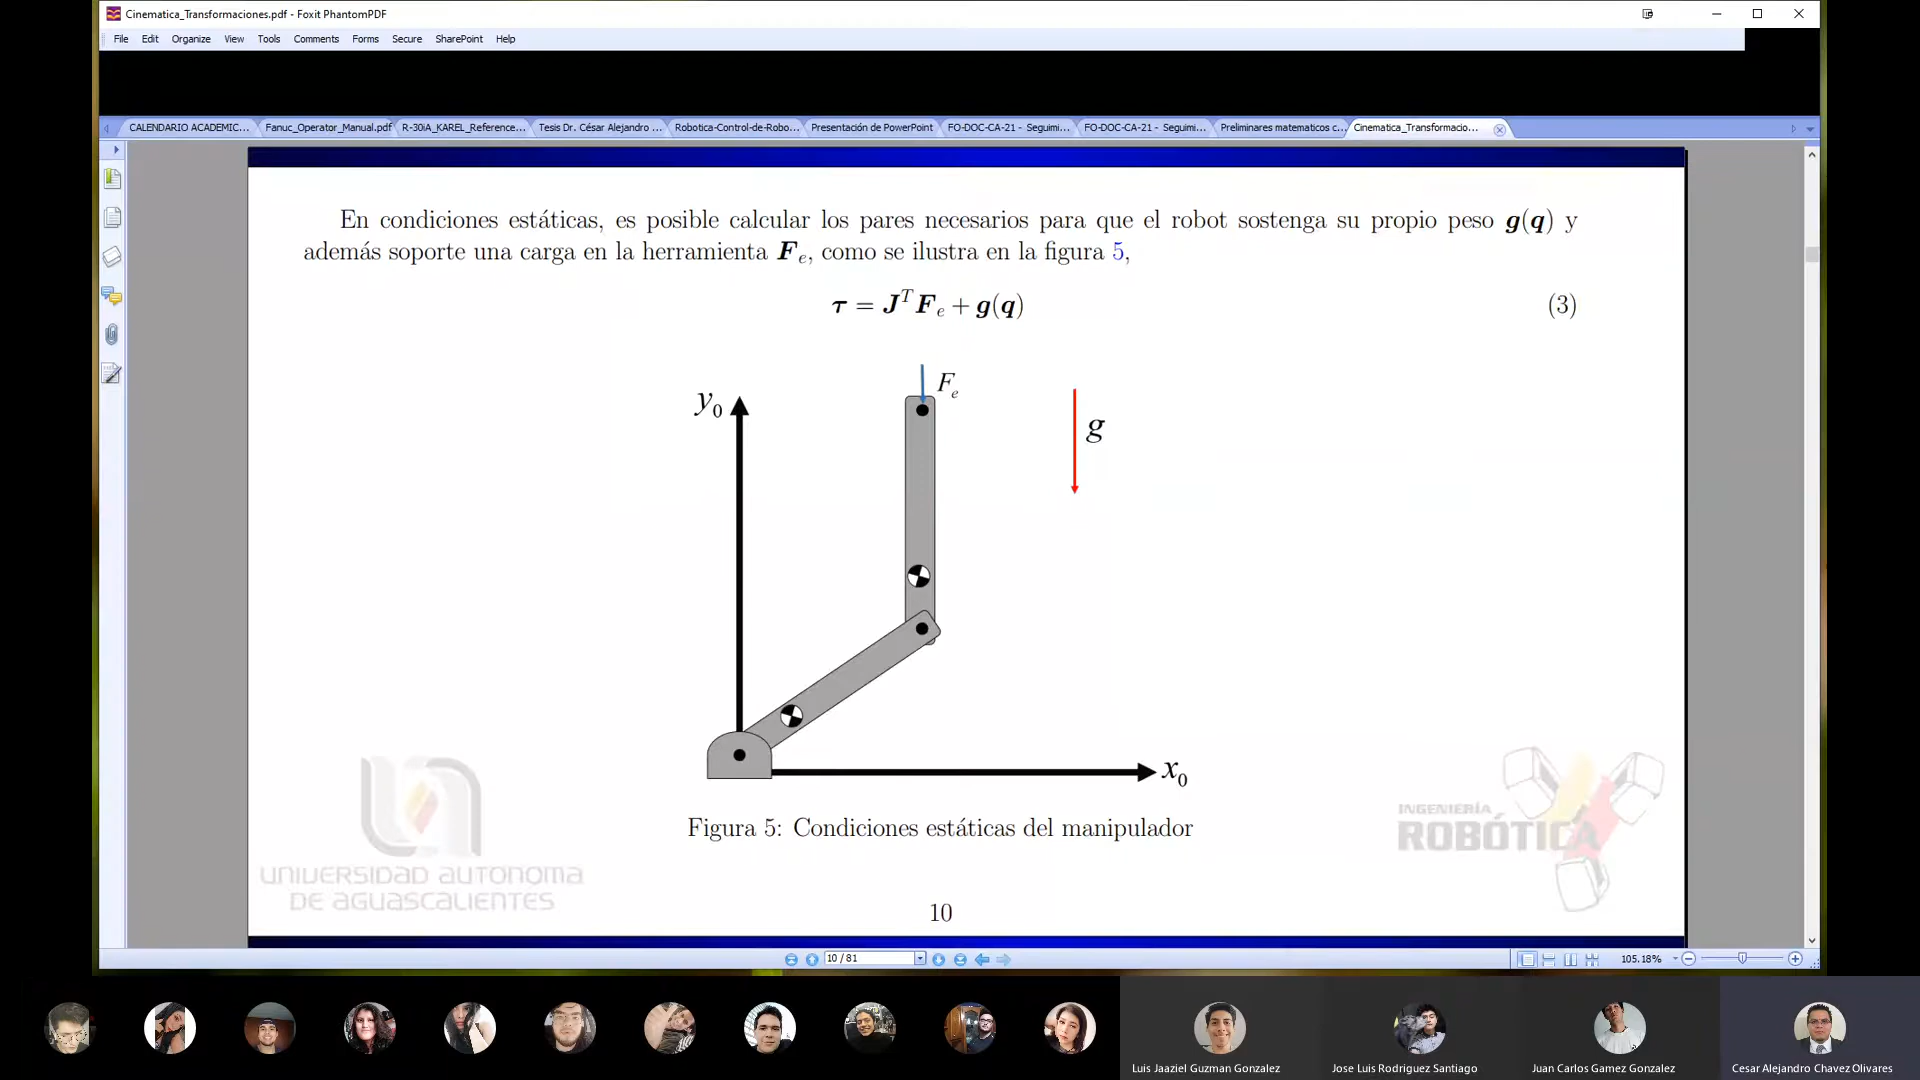 Cinematica_Transformaciones.pdf - Foxit PhantomPDF
File Edit Organize View Tools Comments Forms Secure SharePoint Help
CALENDARIO ACADEMIC... Fanuc_Operator_Manual.pdf R-30iA_KAREL_Reference... Tesis Dr. César Alejandro ... Robotica-Control-de-Robo... Presentación de PowerPoint FO-DOC-CA-21 - Seguimi... FO-DOC-CA-21 - Seguimi... Preliminares matematicos c... Cinematica_Transformacio...
En condiciones estáticas, es posible calcular los pares necesarios para que el robot sostenga su propio peso g(q) y
además soporte una carga en la herramienta Fₑ, como se ilustra en la figura 5,
τ = JᵀFₑ + g(q) (3)
Fₑ
y₀
g
x₀
Figura 5: Condiciones estáticas del manipulador
INGENIERÍA
ROBÓTICA
UNIVERSIDAD AUTONOMA
DE AGUASCALIENTES
10
10 / 81
105.18%
Luis Jaaziel Guzman Gonzalez Jose Luis Rodriguez Santiago Juan Carlos Gamez Gonzalez Cesar Alejandro Chavez Olivares